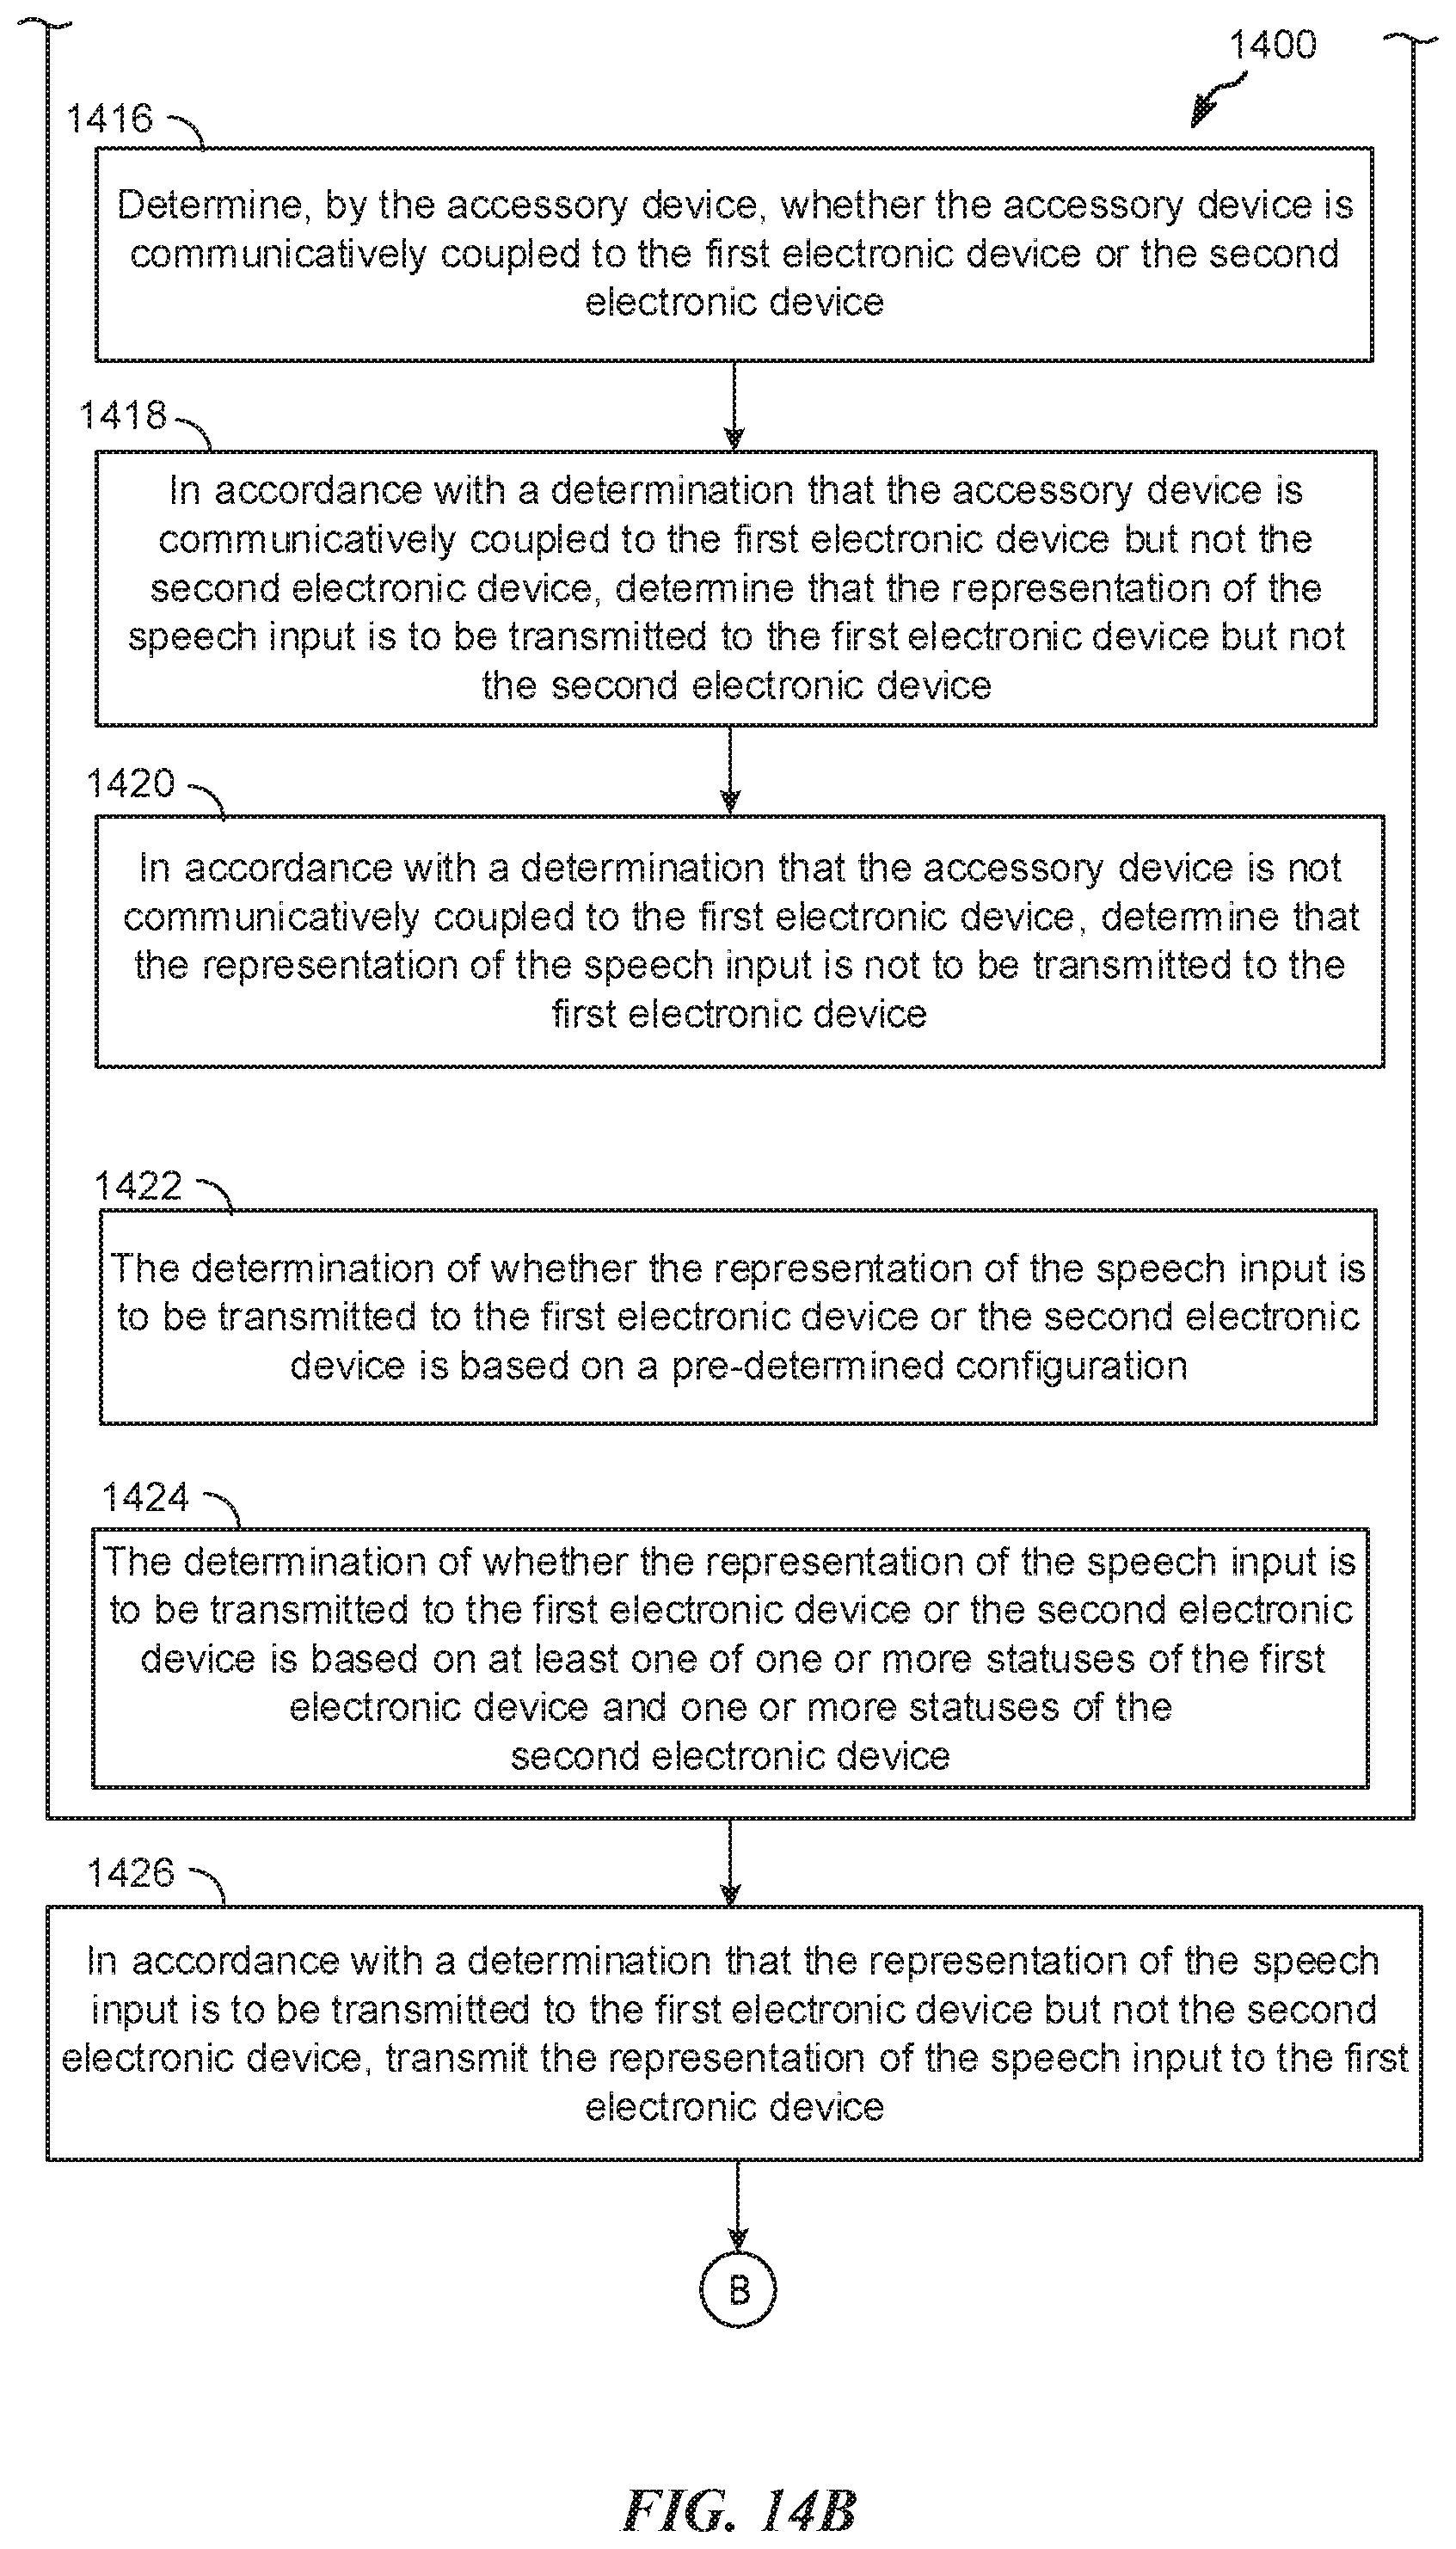 1400
1416
Determine, by the accessory device, whether the accessory device is
communicatively coupled to the first electronic device or the second
electronic device
1418
In accordance with a determination that the accessory device is
communicatively coupled to the first electronic device but not the
second electronic device, determine that the representation of the
speech input is to be transmitted to the first electronic device but not
the second electronic device
1420
In accordance with a determination that the accessory device is not
communicatively coupled to the first electronic device, determine that
the representation of the speech input is not to be transmitted to the
first electronic device
1422
The determination of whether the representation of the speech input is
to be transmitted to the first electronic device or the second electronic
device is based on a pre-determined configuration
1424
The determination of whether the representation of the speech input is
to be transmitted to the first electronic device or the second electronic
device is based on at least one of one or more statuses of the first
electronic device and one or more statuses of the
second electronic device
1426
In accordance with a determination that the representation of the speech
input is to be transmitted to the first electronic device but not the second
electronic device, transmit the representation of the speech input to the first
electronic device
B
FIG. 14B